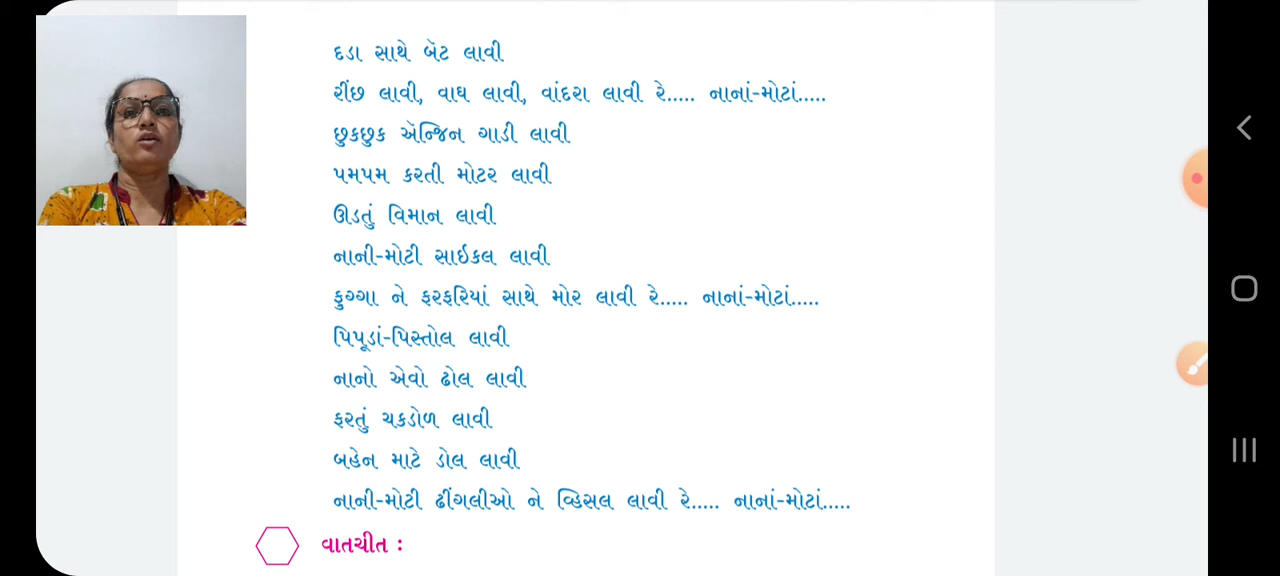 દડા સાથે બૅટ લાવી
રીંછ લાવી, વાઘ લાવી, વાંદરા લાવી રે..... નાનાં-મોટાં.....
છુકછુક ઍન્જિન ગાડી લાવી
પમપમ કરતી મોટર લાવી
ઊડતું વિમાન લાવી
નાની-મોટી સાઇકલ લાવી
ફુગ્ગા ને ફરફરિયાં સાથે મોર લાવી રે..... નાનાં-મોટાં.....
પિપૂડાં-પિસ્તોલ લાવી
નાનો એવો ઢોલ લાવી
ફરતું ચકડોળ લાવી
બહેન માટે ડોલ લાવી
નાની-મોટી ઢીંગલીઓ ને વ્હિસલ લાવી રે..... નાનાં-મોટાં.....
વાતચીત :